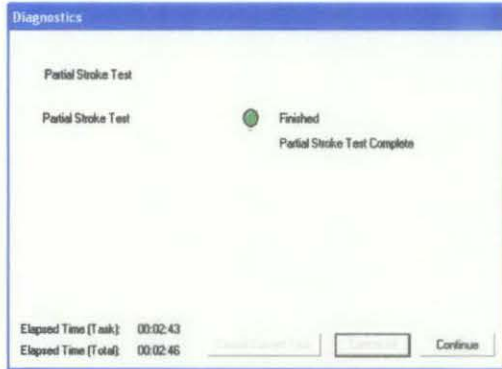 Diagnostics
Partial Stroke Test
Partial Stroke Test
Finished
Partial Stroke Test Complete
Elapsed Time (Task): 00:02:43
Elapsed Time (Total): 00:02:46
Continue